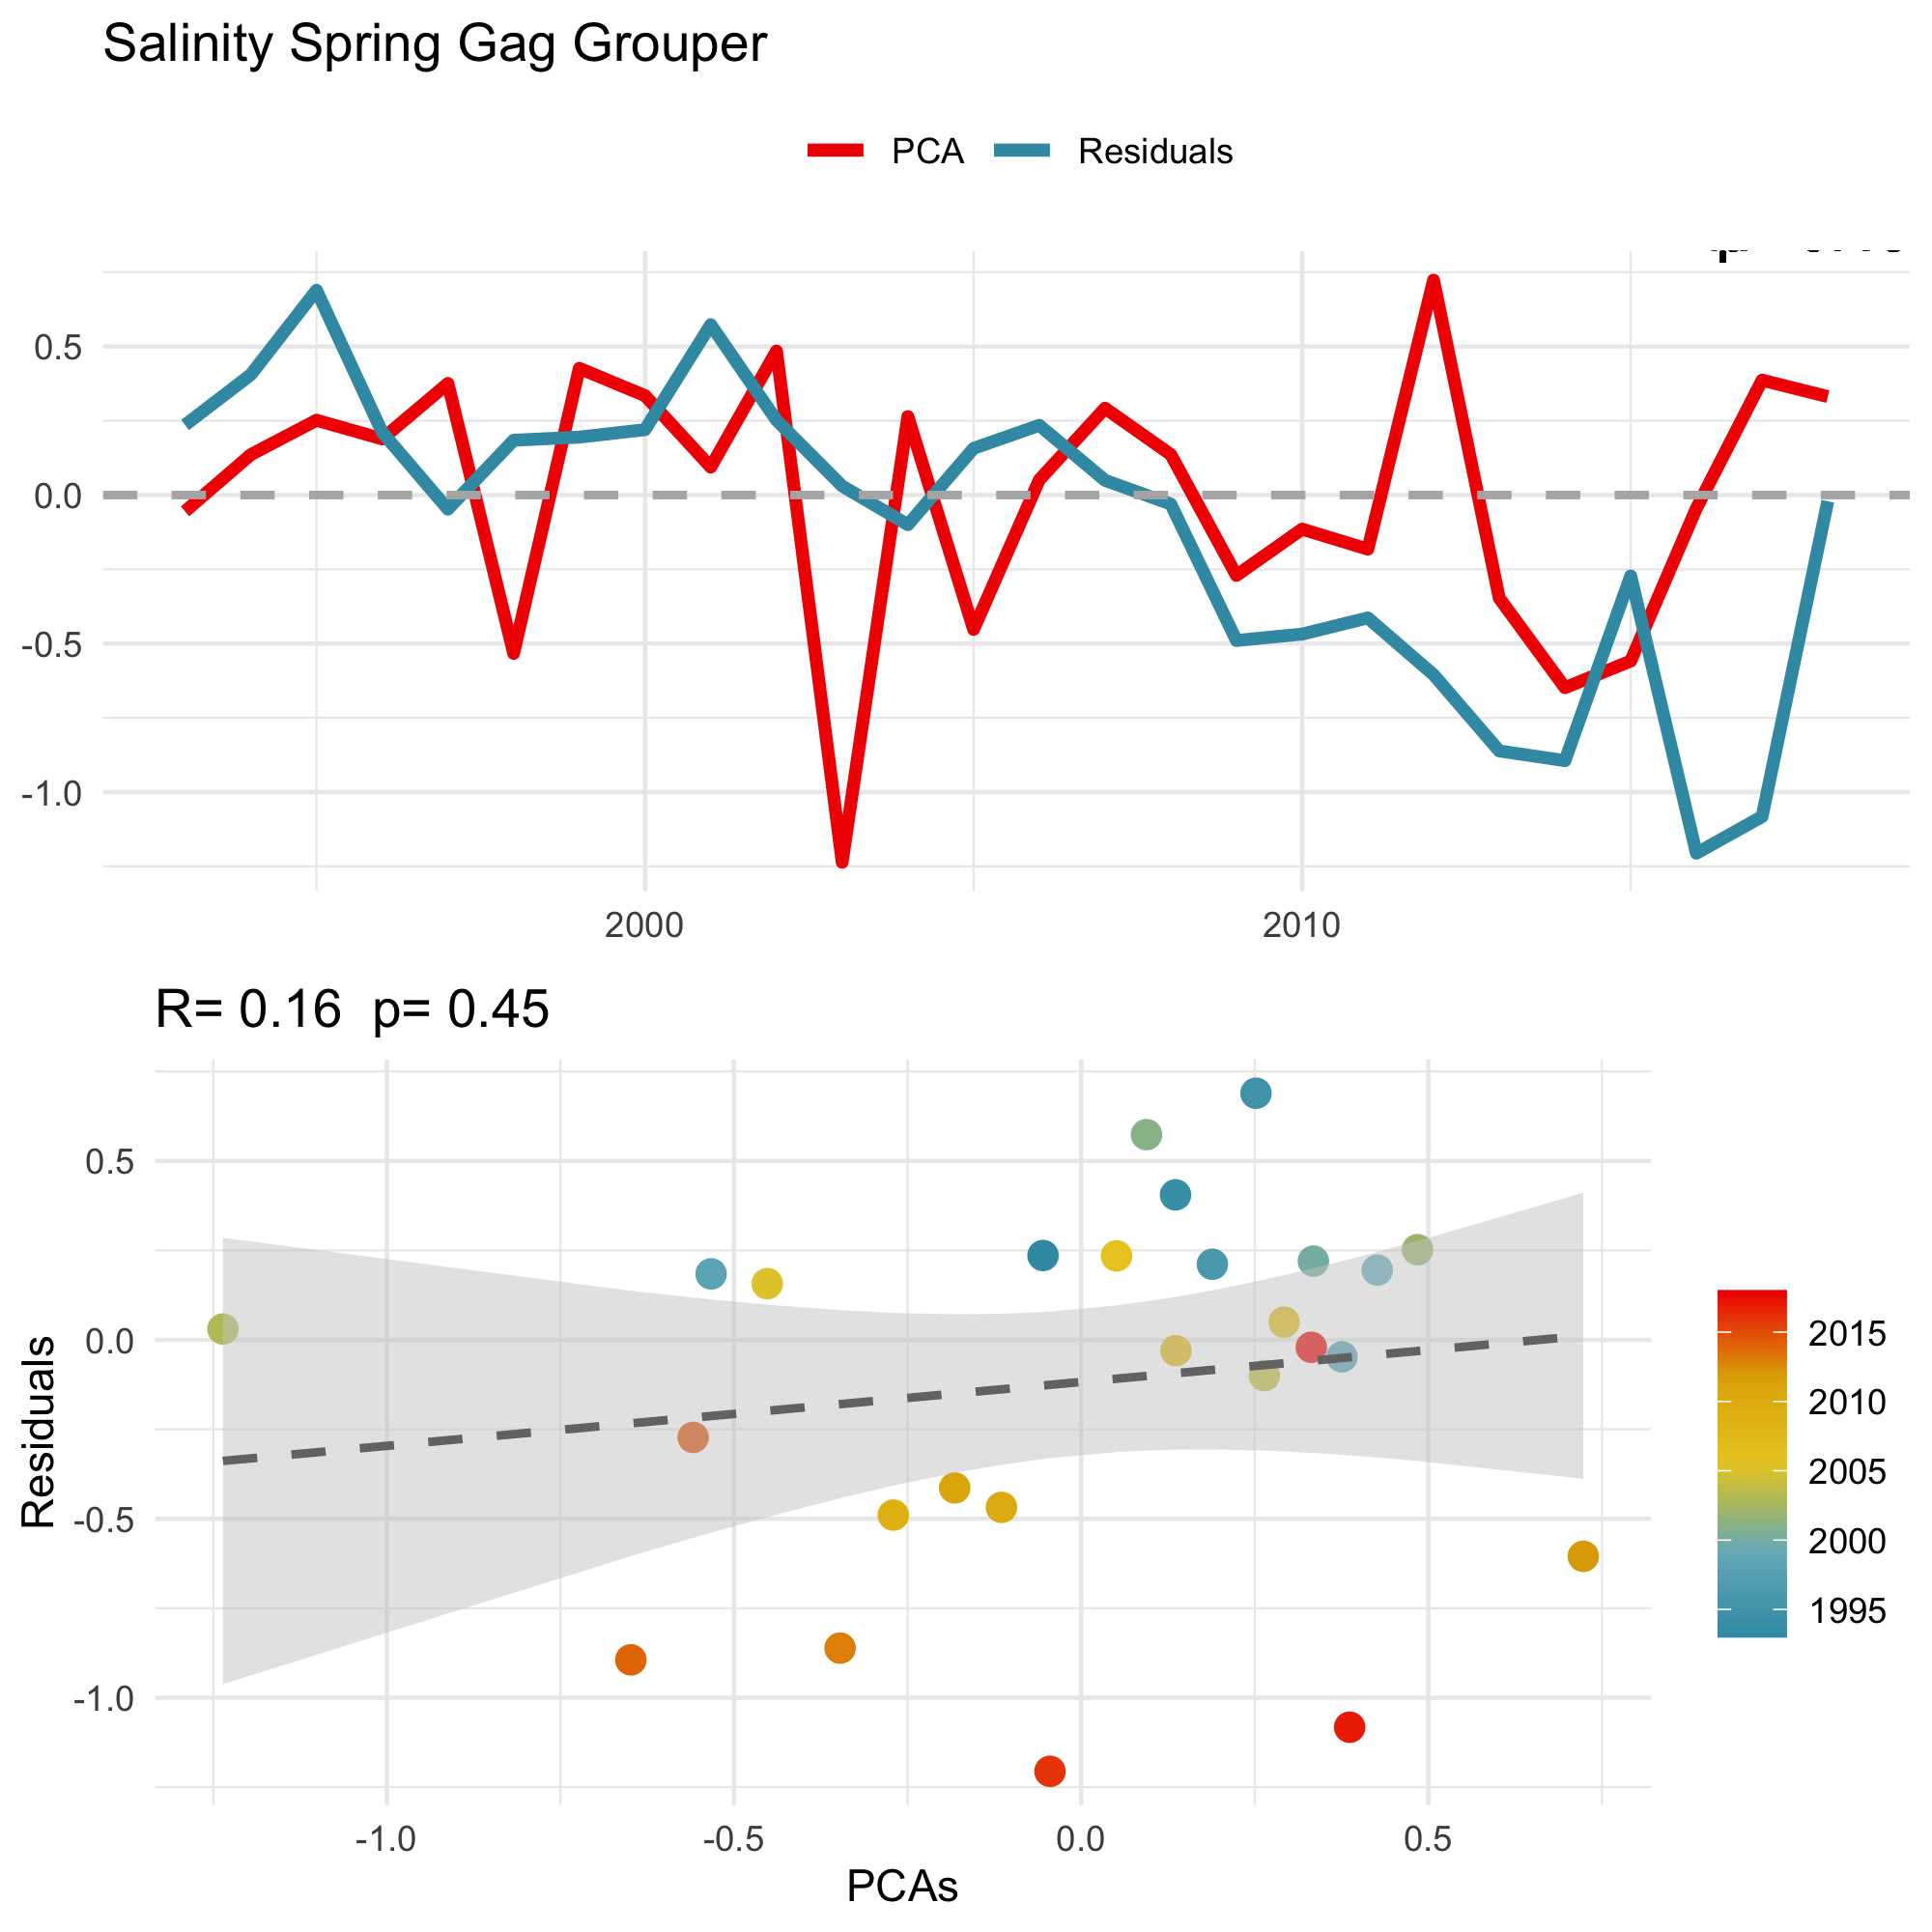 Salinity Spring Gag Grouper
PCA Residuals
0.5
0.0
-0.5
-1.0
2000 2010
R= 0.16 p= 0.45
Residuals
0.5
0.0
-0.5
-1.0
-1.0 -0.5 0.0 0.5
PCAs
2015
2010
2005
2000
1995